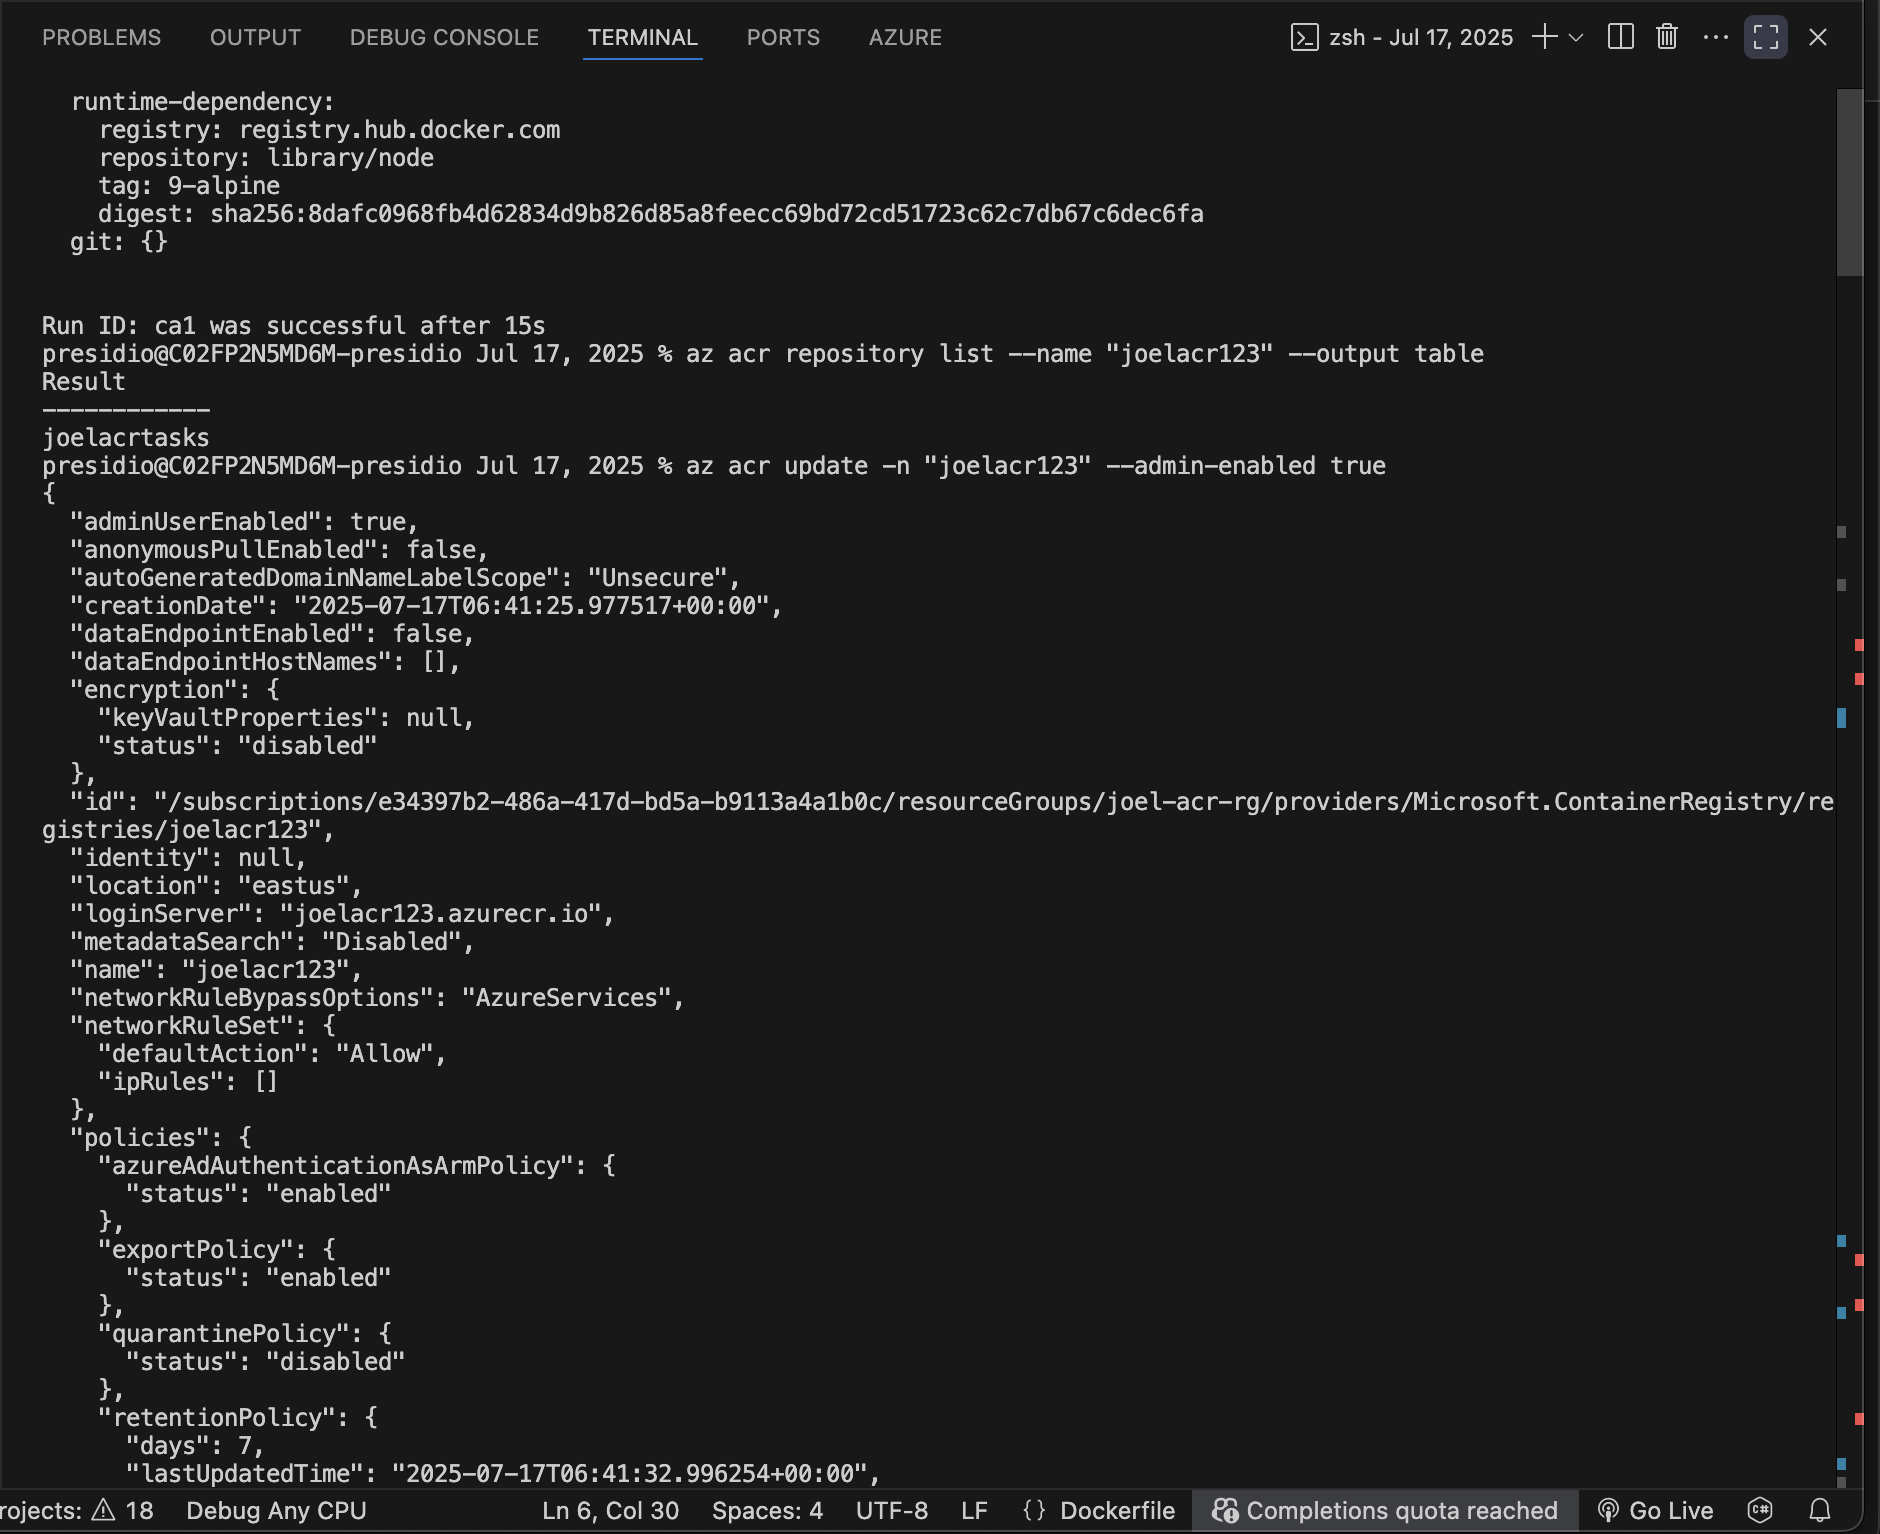 PROBLEMS OUTPUT DEBUG CONSOLE TERMINAL PORTS AZURE zsh - Jul 17, 2025
  runtime-dependency:
    registry: registry.hub.docker.com
    repository: library/node
    tag: 9-alpine
    digest: sha256:8dafc0968fb4d62834d9b826d85a8feecc69bd72cd51723c62c7db67c6dec6fa
  git: {}
Run ID: ca1 was successful after 15s
presidio@C02FP2N5MD6M-presidio Jul 17, 2025 % az acr repository list --name "joelacr123" --output table
Result
------------
joelacrtasks
presidio@C02FP2N5MD6M-presidio Jul 17, 2025 % az acr update -n "joelacr123" --admin-enabled true
{
  "adminUserEnabled": true,
  "anonymousPullEnabled": false,
  "autoGeneratedDomainNameLabelScope": "Unsecure",
  "creationDate": "2025-07-17T06:41:25.977517+00:00",
  "dataEndpointEnabled": false,
  "dataEndpointHostNames": [],
  "encryption": {
    "keyVaultProperties": null,
    "status": "disabled"
  },
  "id": "/subscriptions/e34397b2-486a-417d-bd5a-b9113a4a1b0c/resourceGroups/joel-acr-rg/providers/Microsoft.ContainerRegistry/re
gistries/joelacr123",
  "identity": null,
  "location": "eastus",
  "loginServer": "joelacr123.azurecr.io",
  "metadataSearch": "Disabled",
  "name": "joelacr123",
  "networkRuleBypassOptions": "AzureServices",
  "networkRuleSet": {
    "defaultAction": "Allow",
    "ipRules": []
  },
  "policies": {
    "azureAdAuthenticationAsArmPolicy": {
      "status": "enabled"
    },
    "exportPolicy": {
      "status": "enabled"
    },
    "quarantinePolicy": {
      "status": "disabled"
    },
    "retentionPolicy": {
      "days": 7,
      "lastUpdatedTime": "2025-07-17T06:41:32.996254+00:00",
rojects: 18 Debug Any CPU Ln 6, Col 30 Spaces: 4 UTF-8 LF {} Dockerfile Completions quota reached Go Live C#